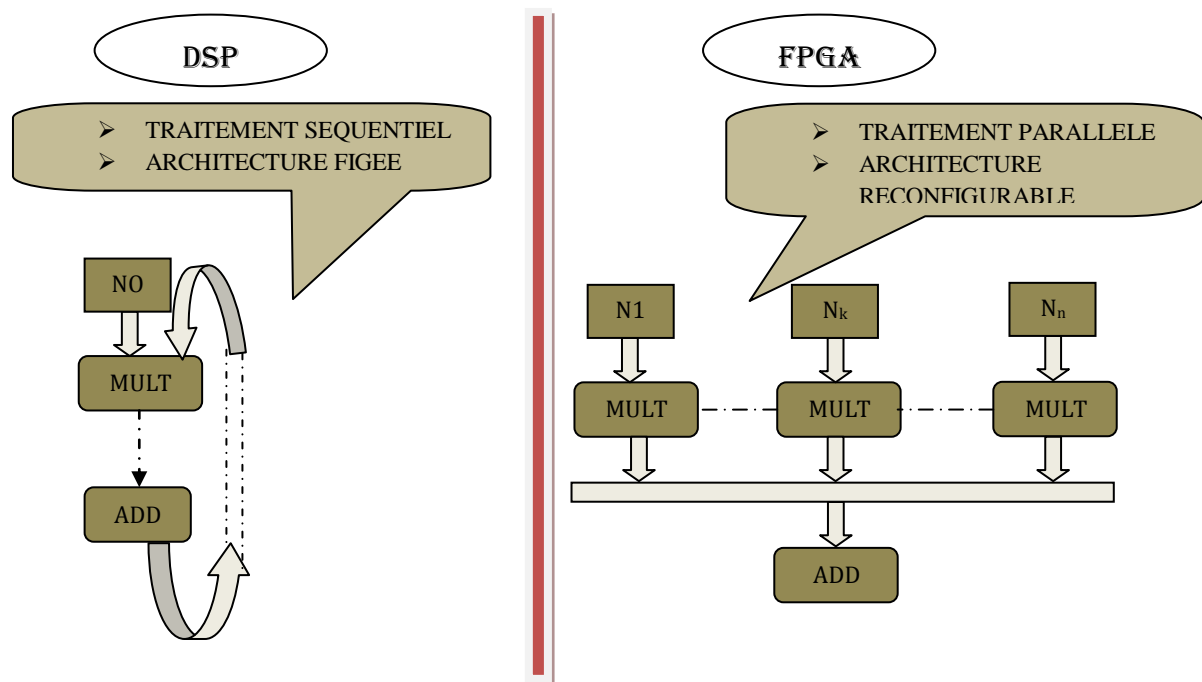 DSP
TRAITEMENT SEQUENTIEL
ARCHITECTURE FIGEE
NO
MULT
ADD
FPGA
TRAITEMENT PARALLELE
ARCHITECTURE
RECONFIGURABLE
N1
Nk
Nn
MULT
MULT
MULT
ADD